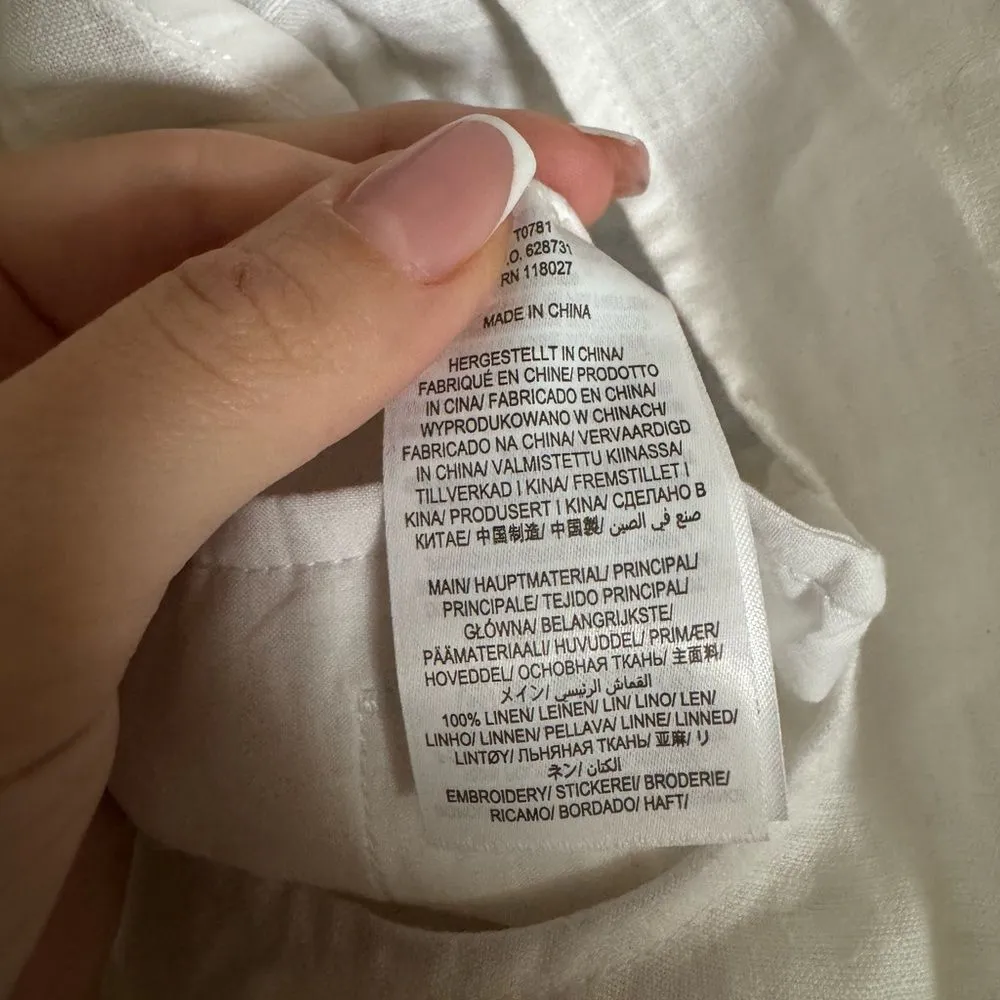 T0781
.O. 628731
RN 118027
MADE IN CHINA
HERGESTELLT IN CHINA/
FABRIQUÉ EN CHINE/ PRODOTTO
IN CINA/ FABRICADO EN CHINA/
WYPRODUKOWANO W CHINACH/
FABRICADO NA CHINA/ VERVAARDIGD
IN CHINA/ VALMISTETTU KIINASSA/
TILLVERKAD I KINA/ FREMSTILLET I
KINA/ PRODUSERT I KINA/ СДЕЛАНО В
КИТАЕ/ 中国制造/ 中国製/ صنع في الصين
MAIN/ HAUPTMATERIAL/ PRINCIPAL/
PRINCIPALE/ TEJIDO PRINCIPAL/
GŁÓWNA/ BELANGRIJKSTE/
PÄÄMATERIAALI/ HUVUDDEL/ PRIMÆR/
HOVEDDEL/ ОСНОВНАЯ ТКАНЬ/ 主面料/
メイン/ القماش الرئيسي
100% LINEN/ LEINEN/ LIN/ LINO/ LEN/
LINHO/ LINNEN/ PELLAVA/ LINNE/ LINNED/
LINTØY/ ЛЬНЯНАЯ ТКАНЬ/ 亚麻/ リ
ネン/ الكتان
EMBROIDERY/ STICKEREI/ BRODERIE/
RICAMO/ BORDADO/ HAFT/